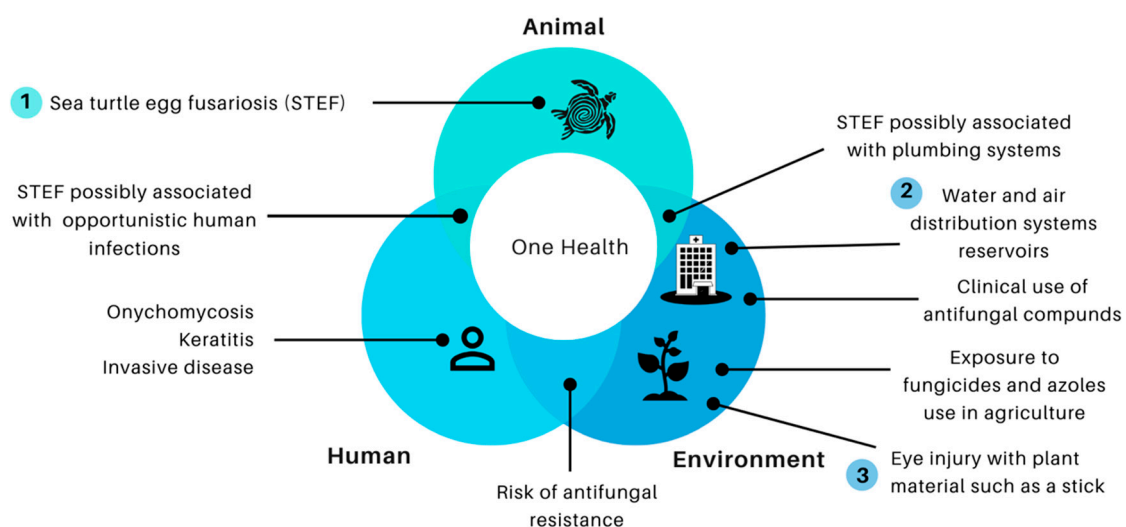 Animal
1 Sea turtle egg fusariosis (STEF)
STEF possibly associated
with plumbing systems
STEF possibly associated
with opportunistic human
infections
2 Water and air
distribution systems
reservoirs
One Health
Clinical use of
antifungal compunds
Onychomycosis
Keratitis
Invasive disease
Exposure to
fungicides and azoles
use in agriculture
Human
Environment
3 Eye injury with plant
material such as a stick
Risk of antifungal
resistance